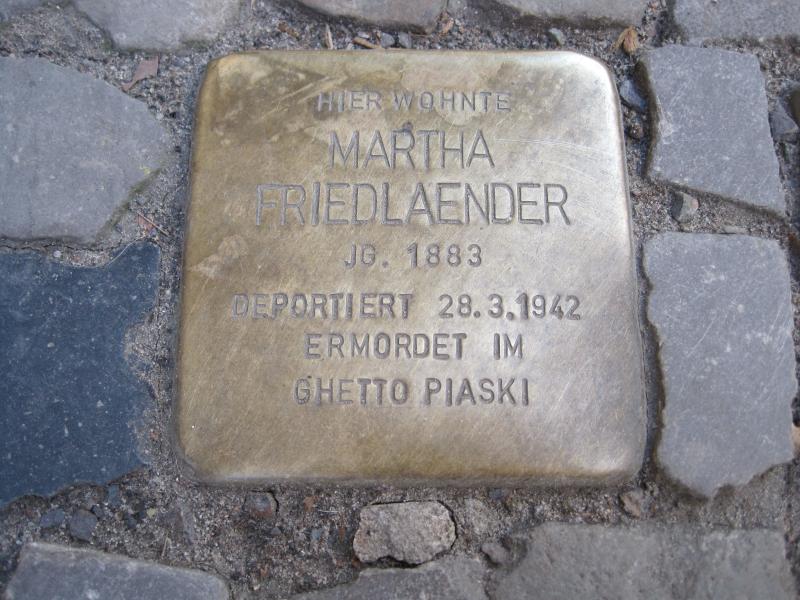 HIER WOHNTE
MARTHA
FRIEDLAENDER
JG. 1883
DEPORTIERT 28.3.1942
ERMORDET IM
GHETTO PIASKI